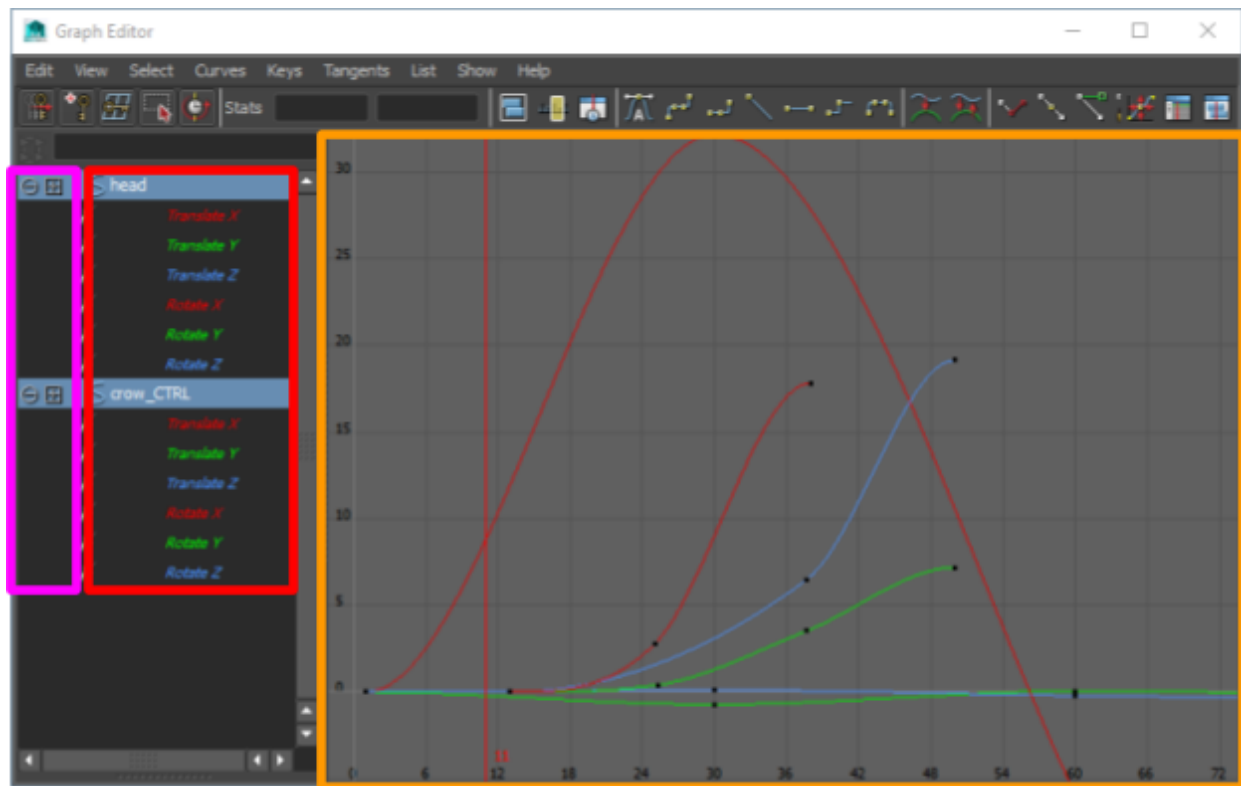 Graph Editor
Edit View Select Curves Keys Tangents List Show Help
Stats
head
Translate X
Translate Y
Translate Z
Rotate X
Rotate Y
Rotate Z
crow_CTRL
Translate X
Translate Y
Translate Z
Rotate X
Rotate Y
Rotate Z
30
25
20
15
10
5
0
11
0 6 12 18 24 30 36 42 48 54 60 66 72